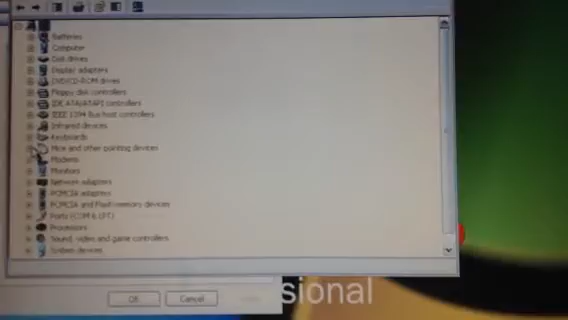 Batteries
Computer
Disk drives
Display adapters
DVD/CD-ROM drives
Floppy disk controllers
IDE ATA/ATAPI controllers
IEEE 1394 Bus host controllers
Infrared devices
Keyboards
Mice and other pointing devices
Modems
Monitors
Network adapters
PCMCIA adapters
PCMCIA and Flash memory devices
Ports (COM & LPT)
Processors
Sound, video and game controllers
System devices
OK
Cancel
sional